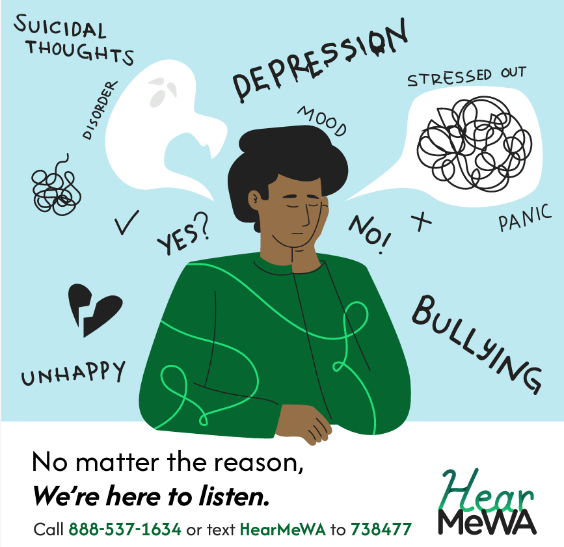 SUICIDAL
THOUGHTS
DEPRESSION
STRESSED OUT
DISORDER
MOOD
PANIC
YES?
NO!
BULLYING
UNHAPPY
No matter the reason,
We're here to listen.
Call 888-537-1634 or text HearMeWA to 738477
Hear
MeWA